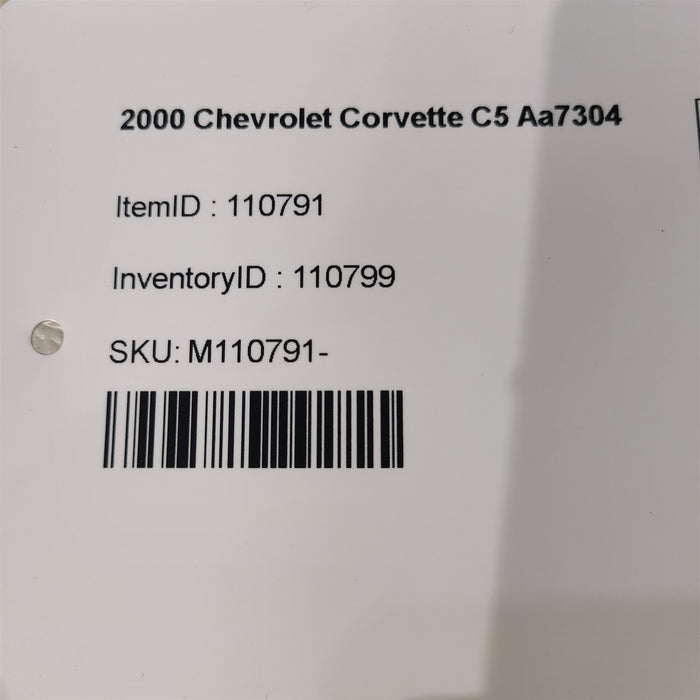 2000 Chevrolet Corvette C5 Aa7304
ItemID : 110791
InventoryID : 110799
SKU: M110791-